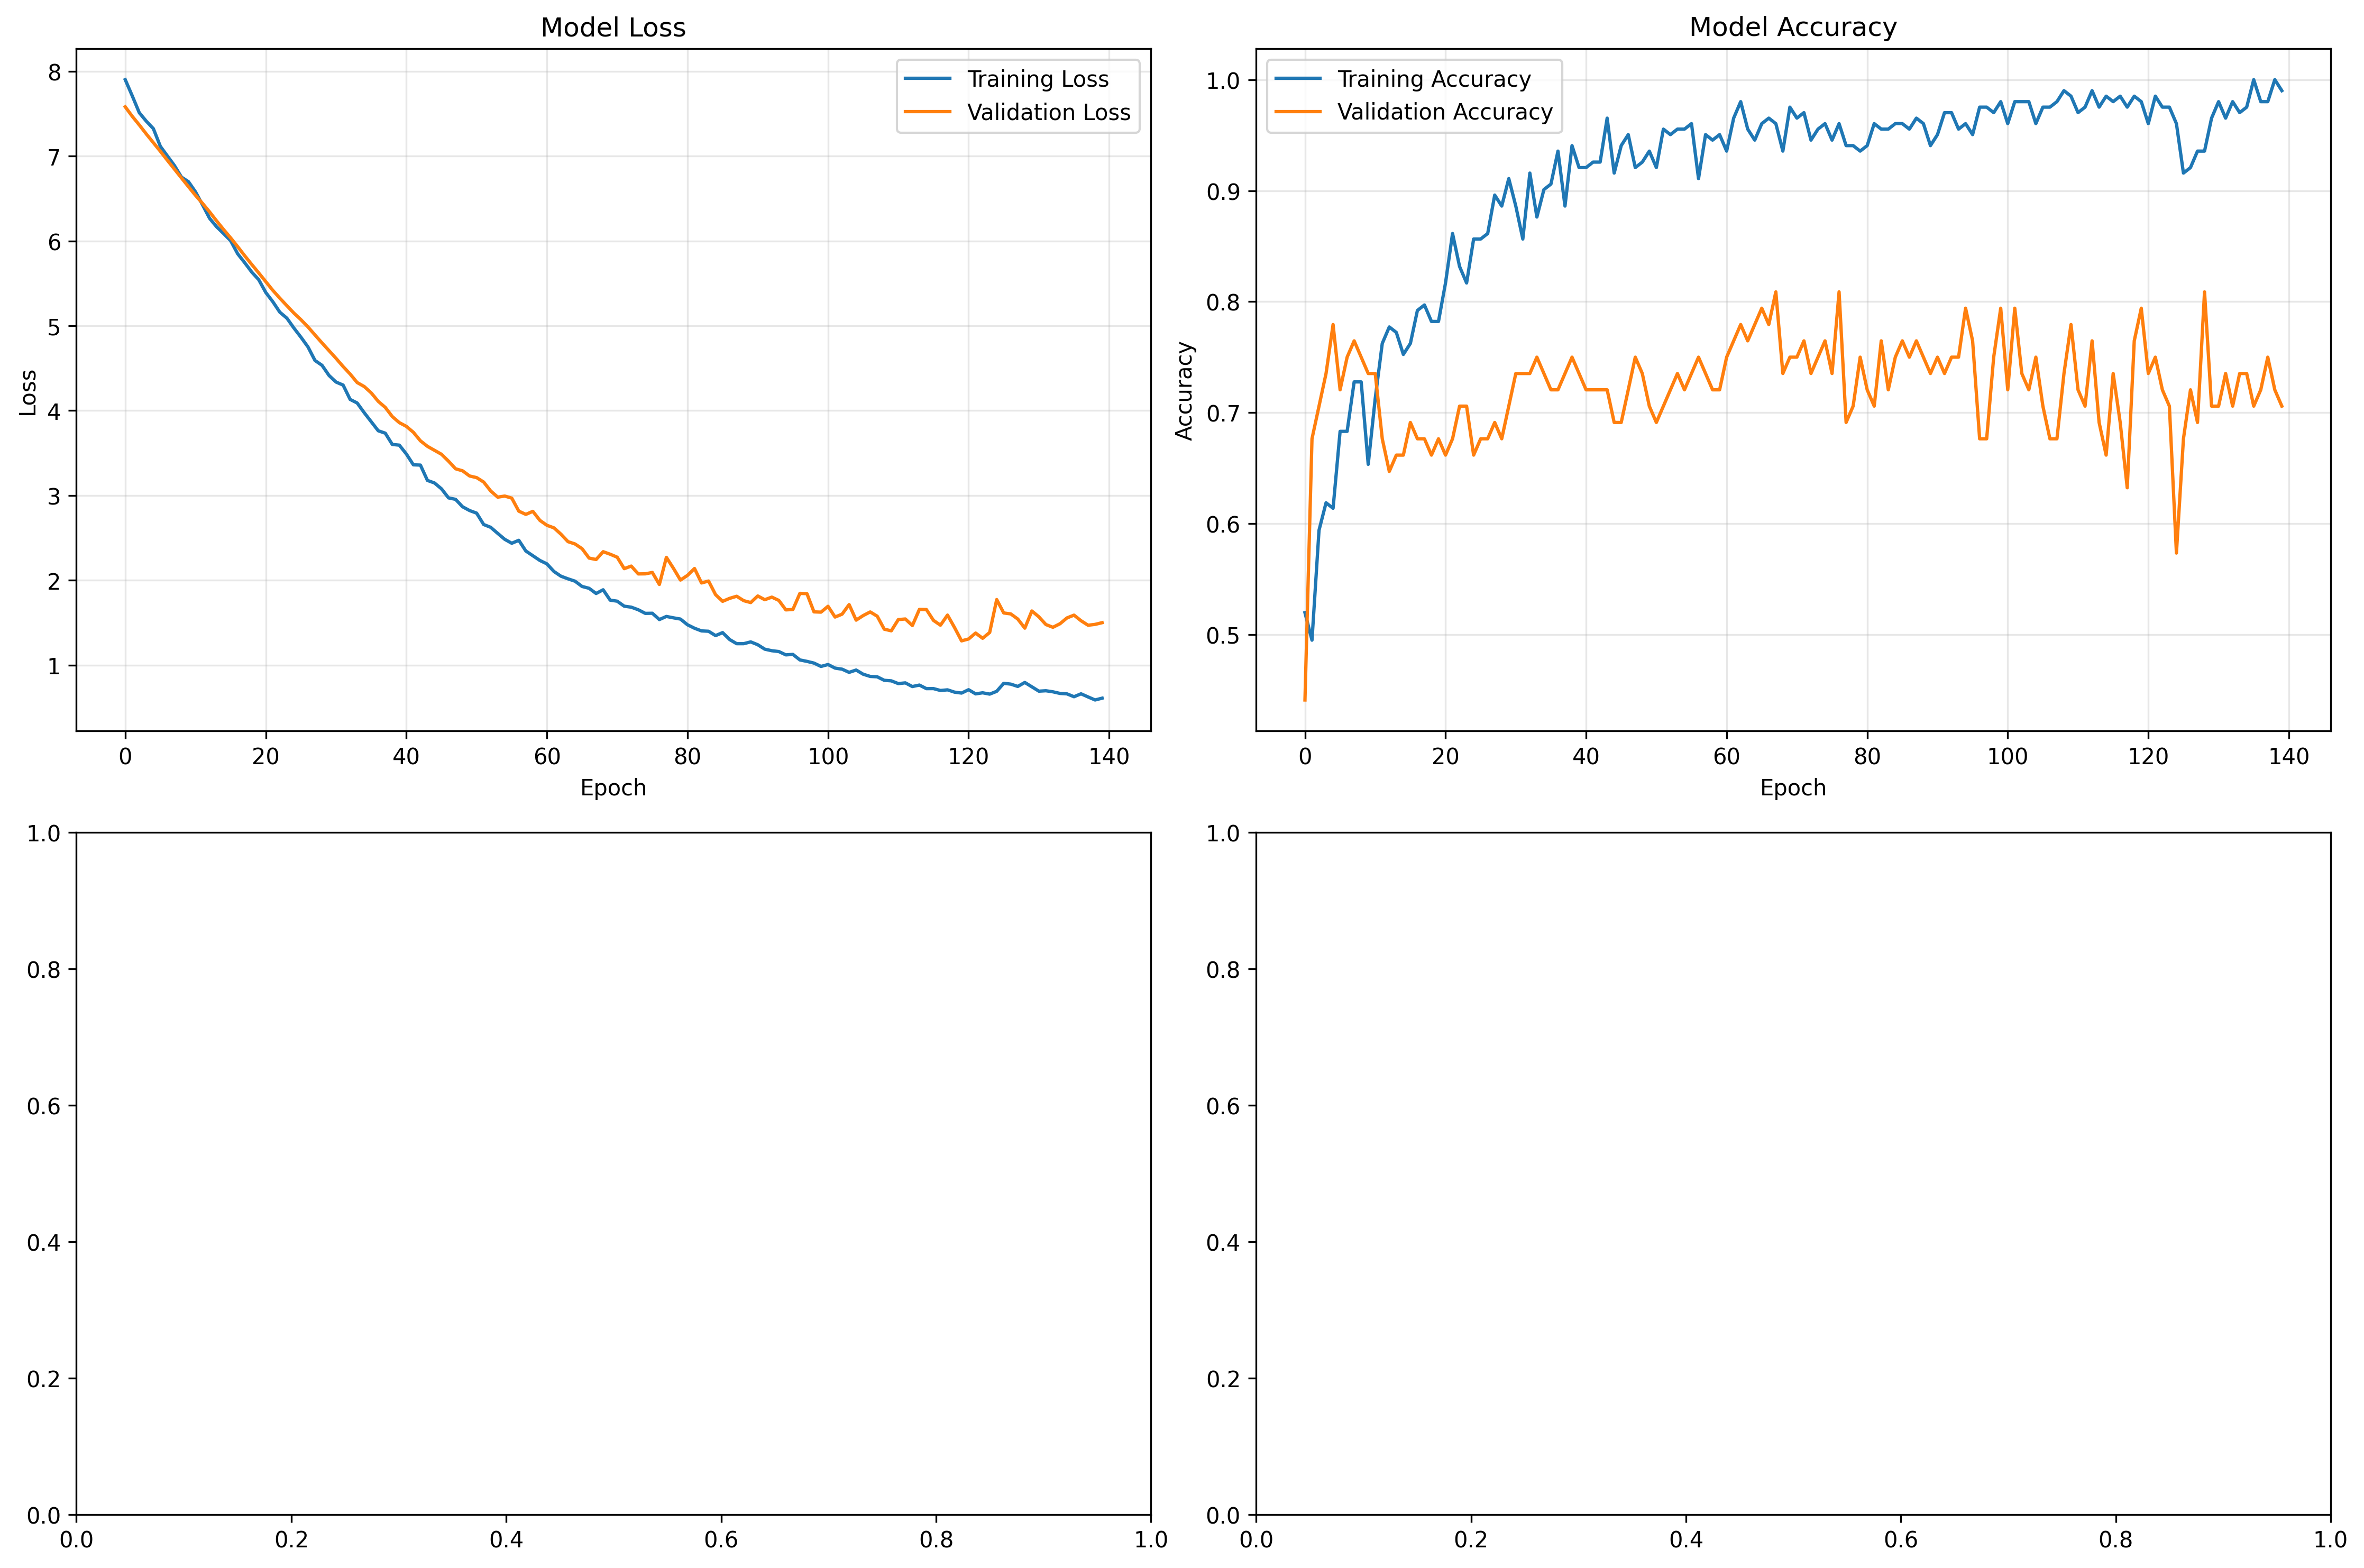 Model Loss
8
7
6
5
4
3
2
1
Loss
Training Loss
Validation Loss
0 20 40 60 80 100 120 140
Epoch
Model Accuracy
1.0
0.9
0.8
0.7
0.6
0.5
Accuracy
Training Accuracy
Validation Accuracy
0 20 40 60 80 100 120 140
Epoch
1.0
0.8
0.6
0.4
0.2
0.0
0.0 0.2 0.4 0.6 0.8 1.0
1.0
0.8
0.6
0.4
0.2
0.0
0.0 0.2 0.4 0.6 0.8 1.0